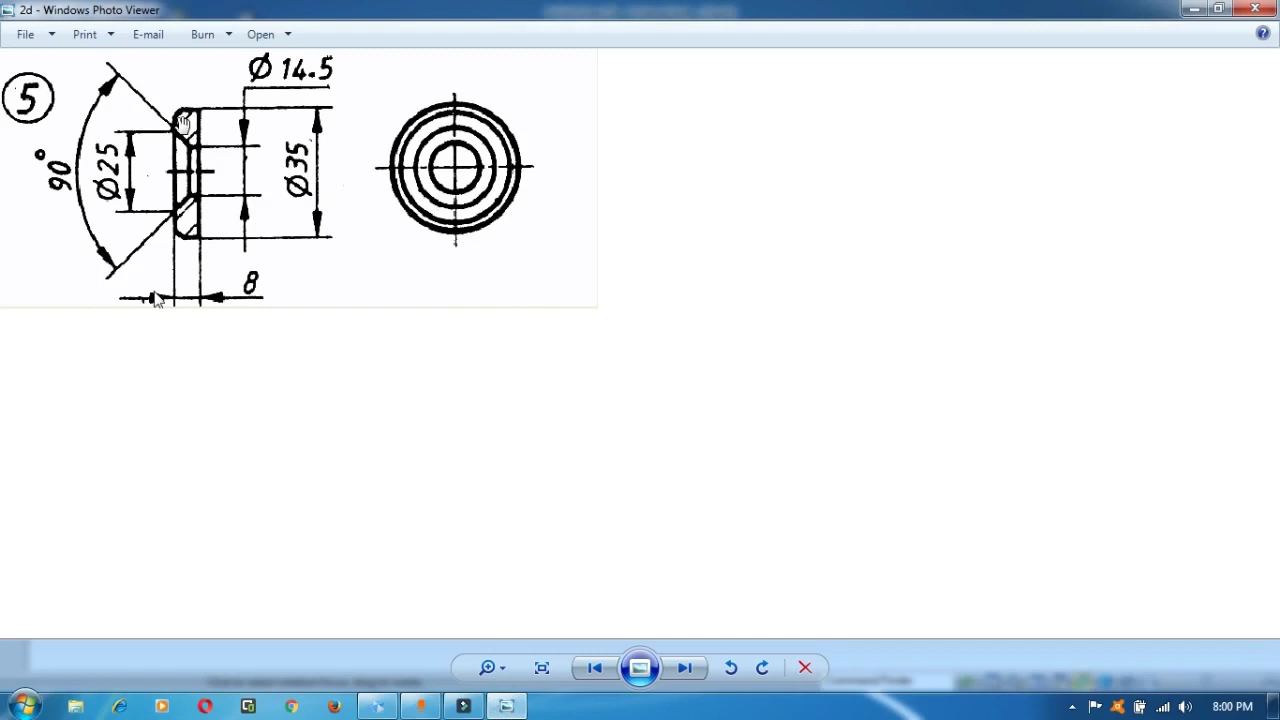 2d - Windows Photo Viewer
File Print E-mail Burn Open
5
Ø 14.5
90°
Ø25
Ø35
8
8:00 PM